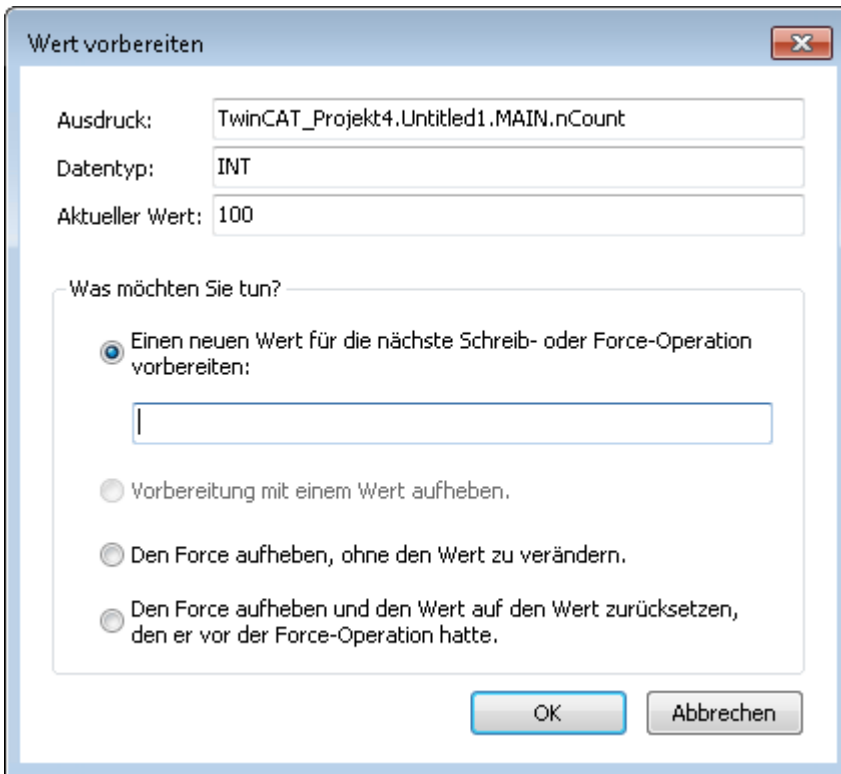 Wert vorbereiten
Ausdruck: TwinCAT_Projekt4.Untitled1.MAIN.nCount
Datentyp: INT
Aktueller Wert: 100
Was möchten Sie tun?
Einen neuen Wert für die nächste Schreib- oder Force-Operation
vorbereiten:
Vorbereitung mit einem Wert aufheben.
Den Force aufheben, ohne den Wert zu verändern.
Den Force aufheben und den Wert auf den Wert zurücksetzen,
den er vor der Force-Operation hatte.
OK Abbrechen